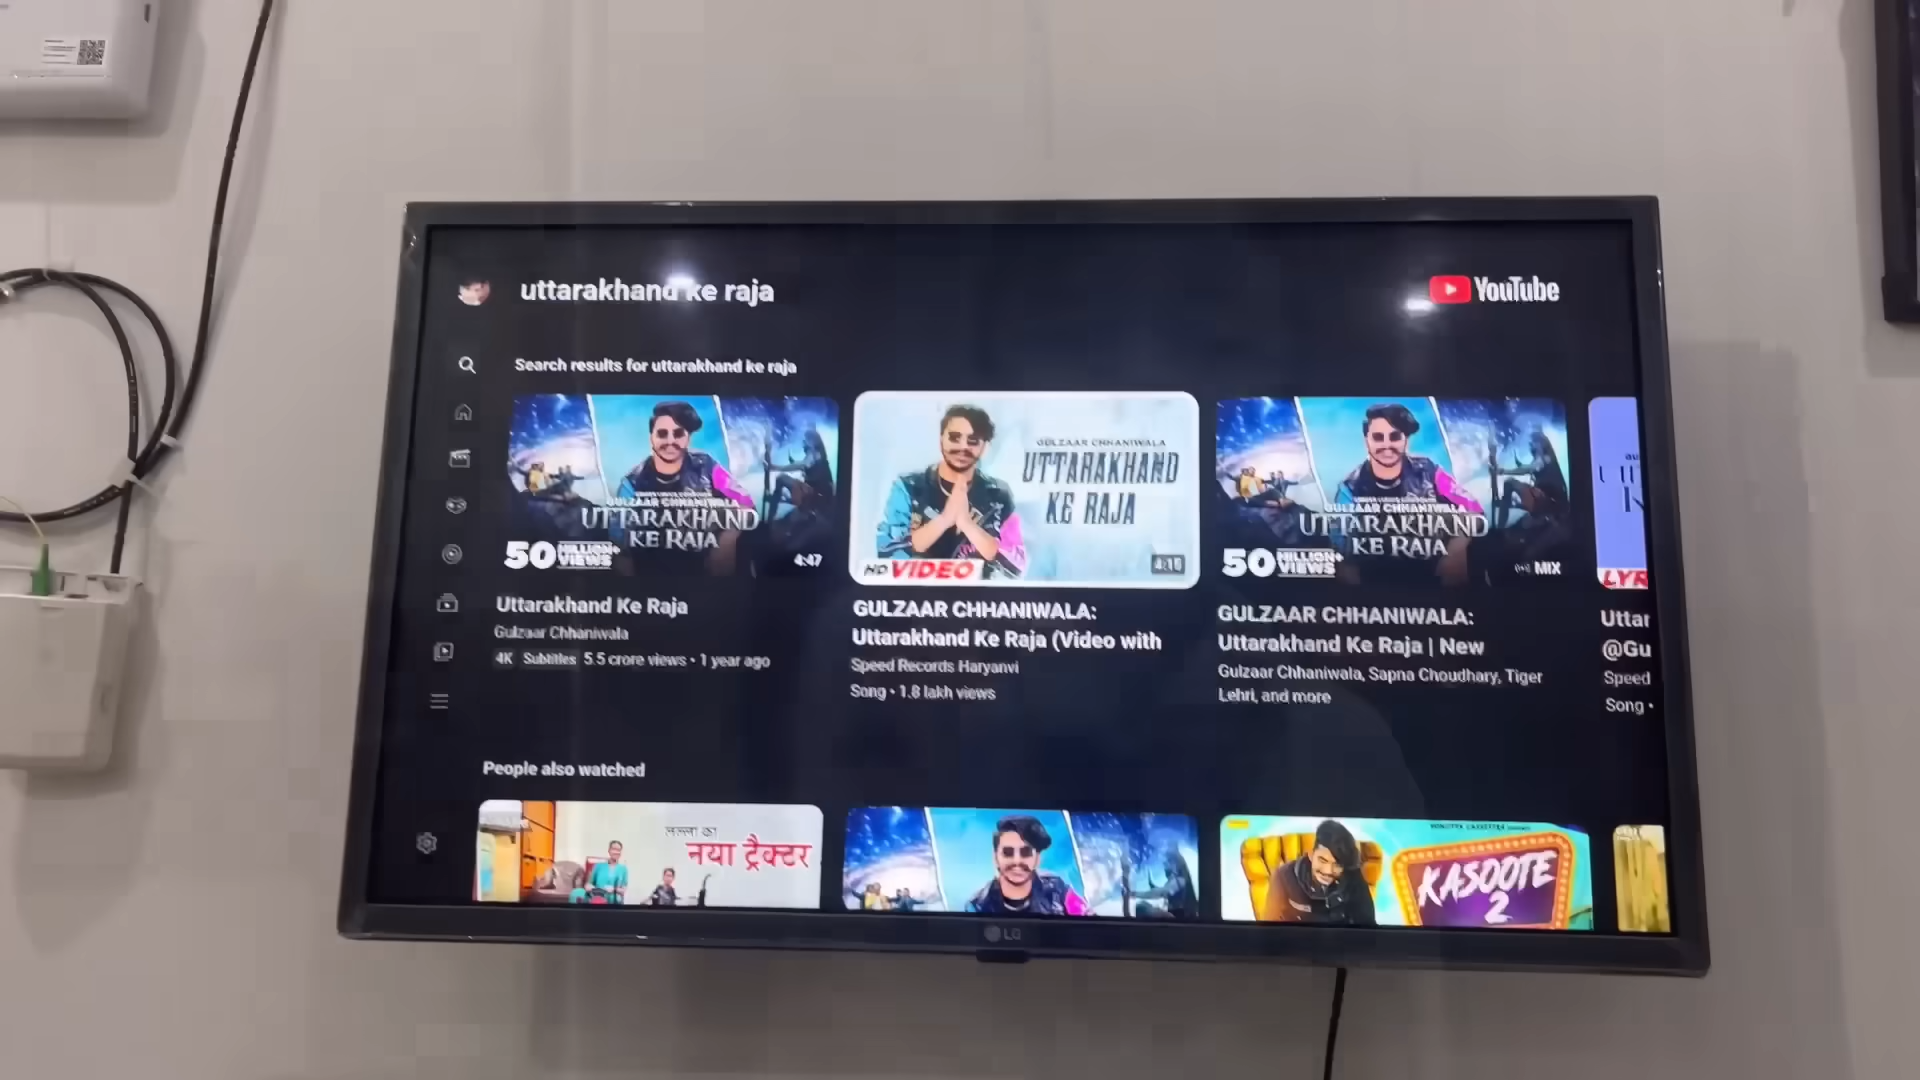 uttarakhand ke raja
YouTube
Search results for uttarakhand ke raja
GULZAAR CHHANIWALA
UTTARAKHAND
KE RAJA
50 MILLION+
VIEWS
4:47
GULZAAR CHHANIWALA
UTTARAKHAND
KE RAJA
HD VIDEO
4:15
GULZAAR CHHANIWALA
UTTARAKHAND
KE RAJA
50 MILLION+
VIEWS
MIX
LYR
Uttarakhand Ke Raja
Gulzaar Chhaniwala
4K Subtitles 5.5 crore views • 1 year ago
GULZAAR CHHANIWALA:
Uttarakhand Ke Raja (Video with
Speed Records Haryanvi
Song • 1.8 lakh views
GULZAAR CHHANIWALA:
Uttarakhand Ke Raja | New
Gulzaar Chhaniwala, Sapna Choudhary, Tiger
Lehri, and more
Uttar
@Gu
Speed
Song •
People also watched
लल्ला का
नया ट्रैक्टर
KASOOTE
2
LG